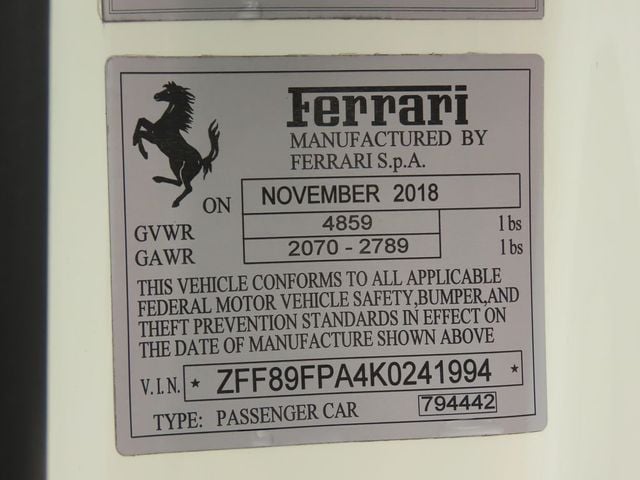 Ferrari
MANUFACTURED BY
FERRARI S.p.A.
ON NOVEMBER 2018
GVWR 4859 lbs
GAWR 2070 - 2789 lbs
THIS VEHICLE CONFORMS TO ALL APPLICABLE
FEDERAL MOTOR VEHICLE SAFETY,BUMPER,AND
THEFT PREVENTION STANDARDS IN EFFECT ON
THE DATE OF MANUFACTURE SHOWN ABOVE
V.I.N. * ZFF89FPA4K0241994 *
TYPE: PASSENGER CAR 794442